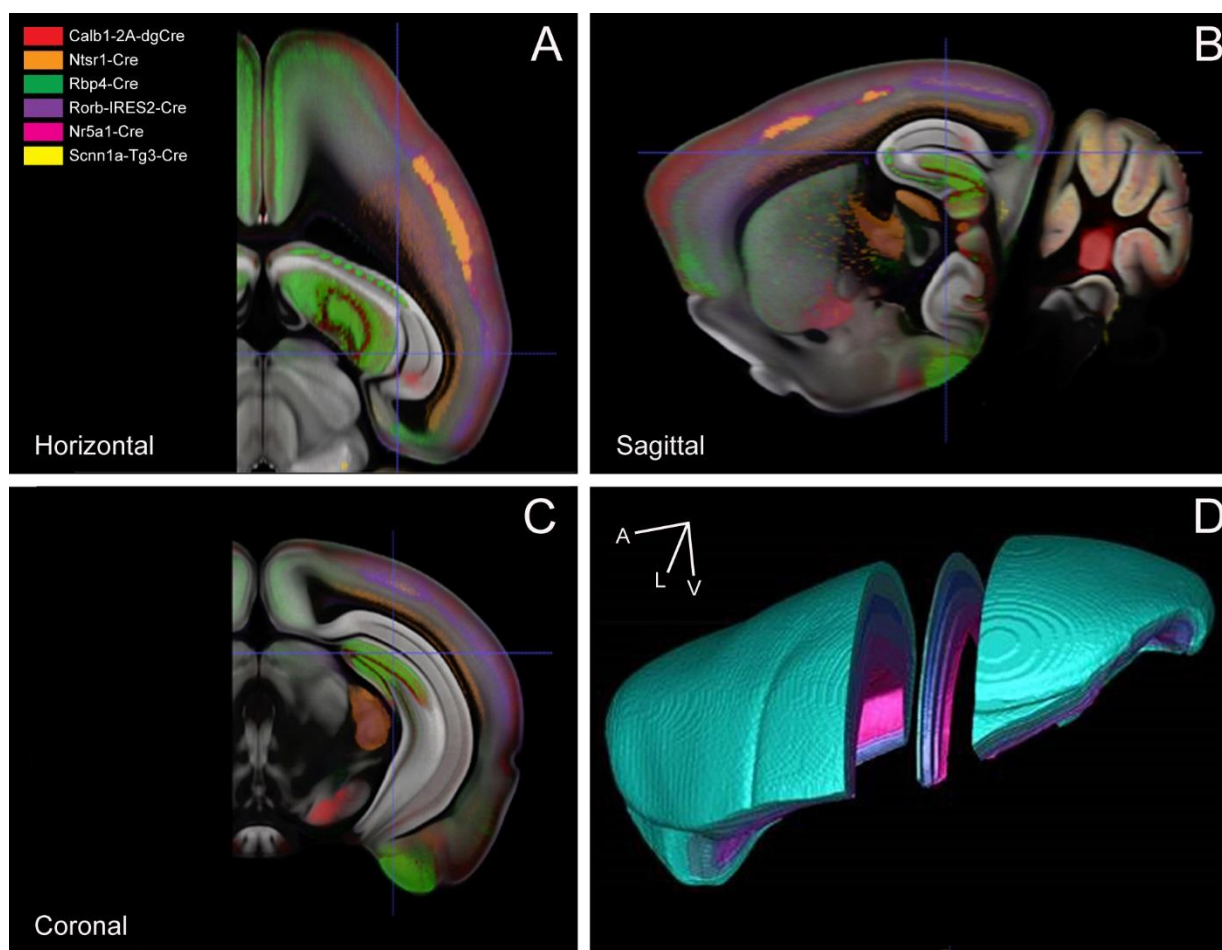 Calb1-2A-dgCre
Ntsr1-Cre
Rbp4-Cre
Rorb-IRES2-Cre
Nr5a1-Cre
Scnn1a-Tg3-Cre
A
Horizontal
B
Sagittal
C
Coronal
D
A
L
V